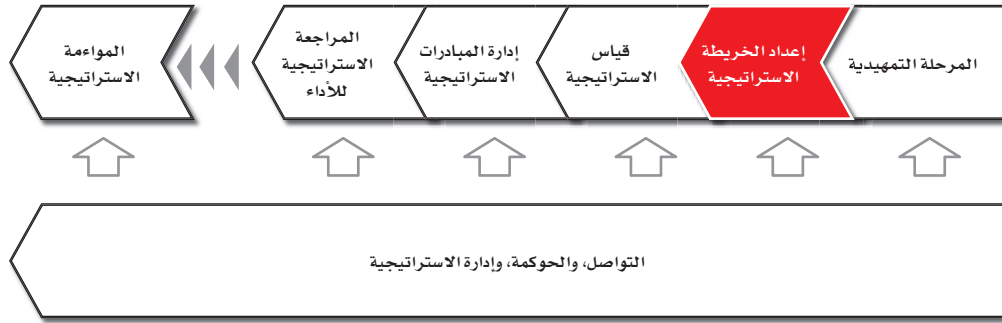 المرحلة التمهيدية
إعداد الخريطة
الاستراتيجية
قياس
الاستراتيجية
إدارة المبادرات
الاستراتيجية
المراجعة
الاستراتيجية
للأداء
المواءمة
الاستراتيجية
التواصل، والحوكمة، وإدارة الاستراتيجية